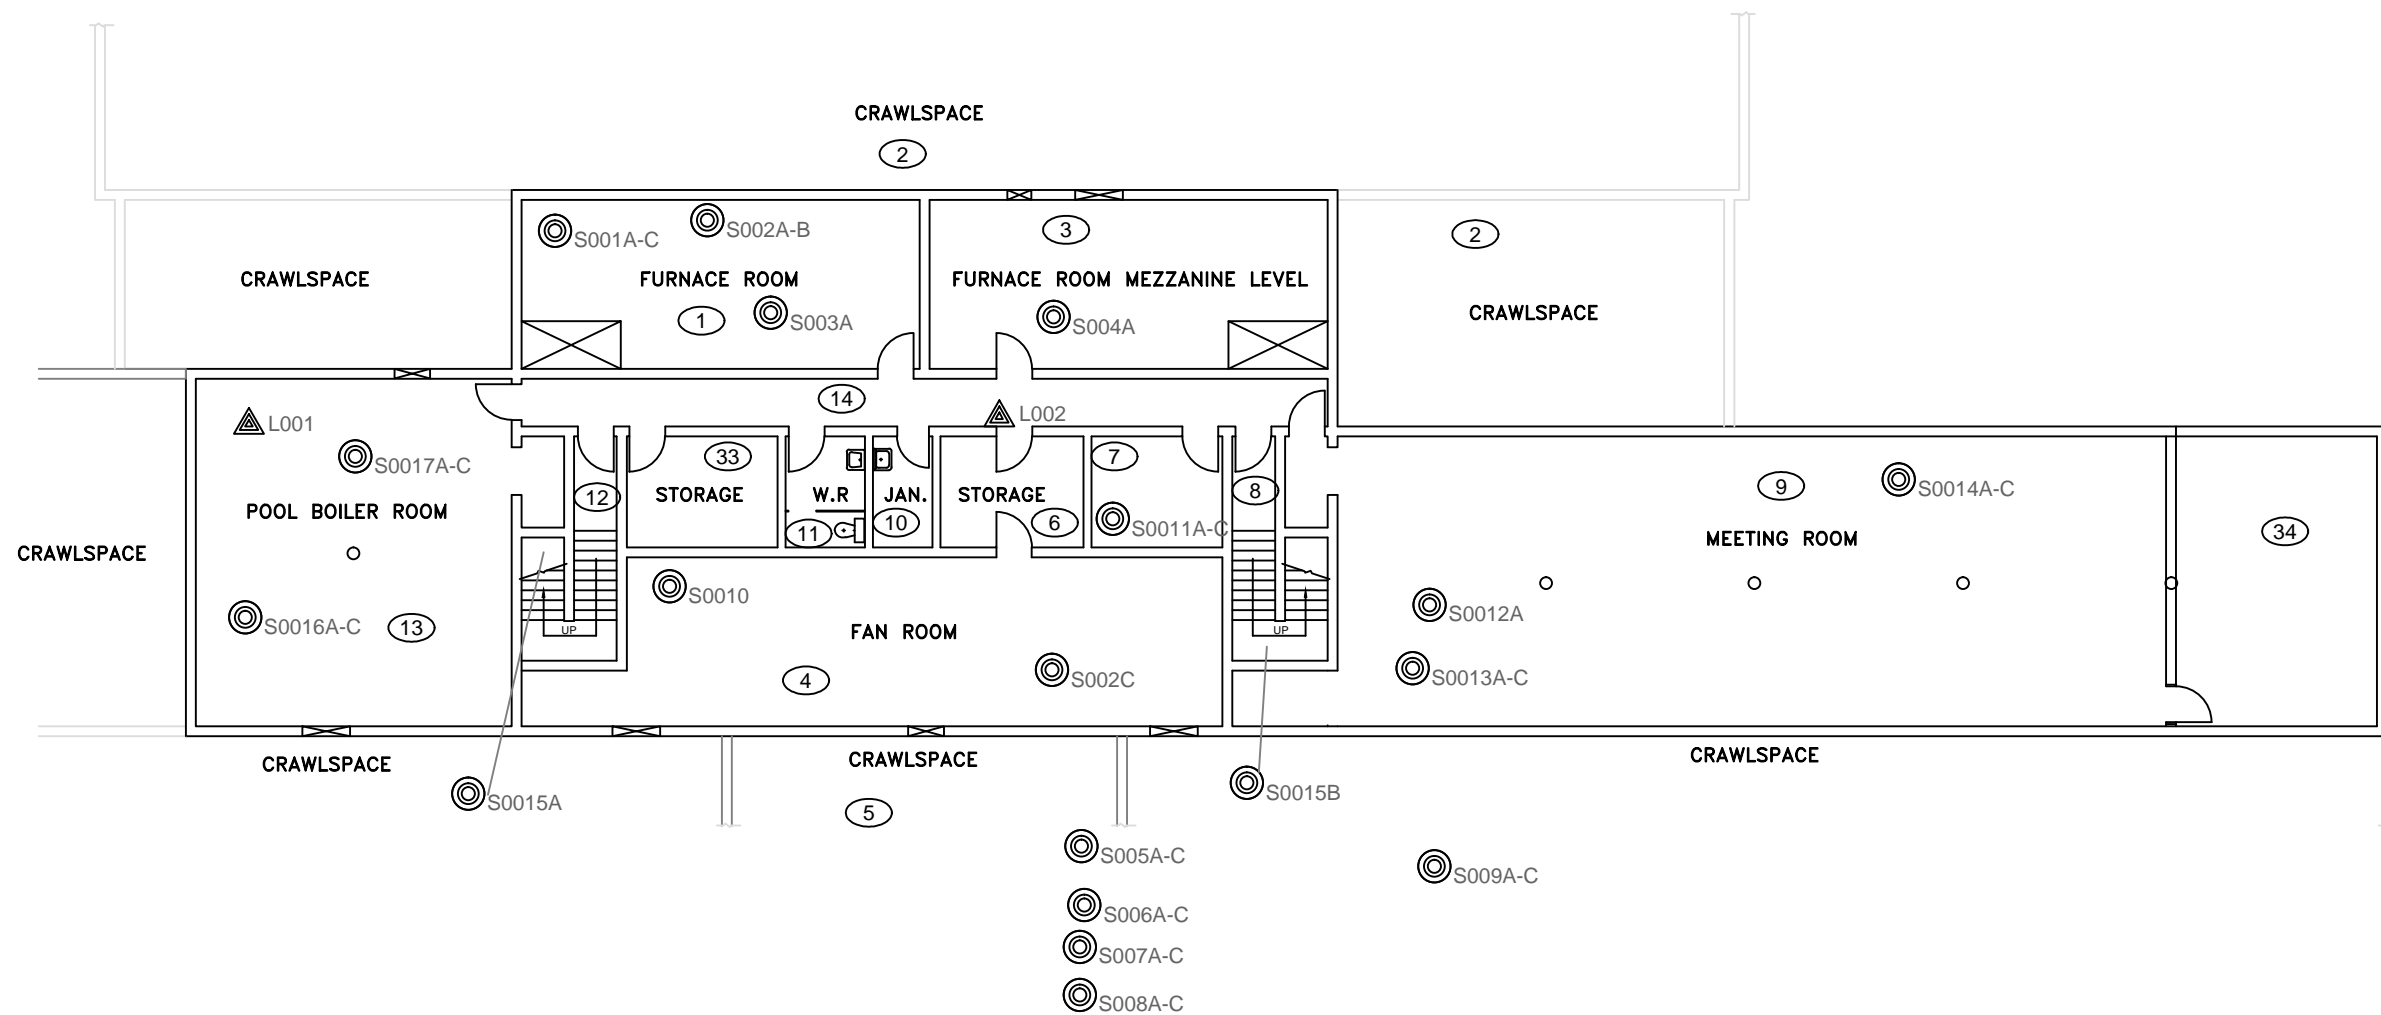 CRAWLSPACE
2
S001A-C
S002A-B
3
2
CRAWLSPACE
FURNACE ROOM
FURNACE ROOM MEZZANINE LEVEL
CRAWLSPACE
1
S003A
S004A
14
L001
L002
S0017A-C
33
7
12
STORAGE
W.R
JAN.
STORAGE
8
9
S0014A-C
POOL BOILER ROOM
11
10
6
S0011A-C
MEETING ROOM
34
CRAWLSPACE
S0010
S0012A
S0016A-C
13
UP
FAN ROOM
UP
4
S002C
S0013A-C
CRAWLSPACE
CRAWLSPACE
CRAWLSPACE
S0015A
5
S0015B
S005A-C
S009A-C
S006A-C
S007A-C
S008A-C